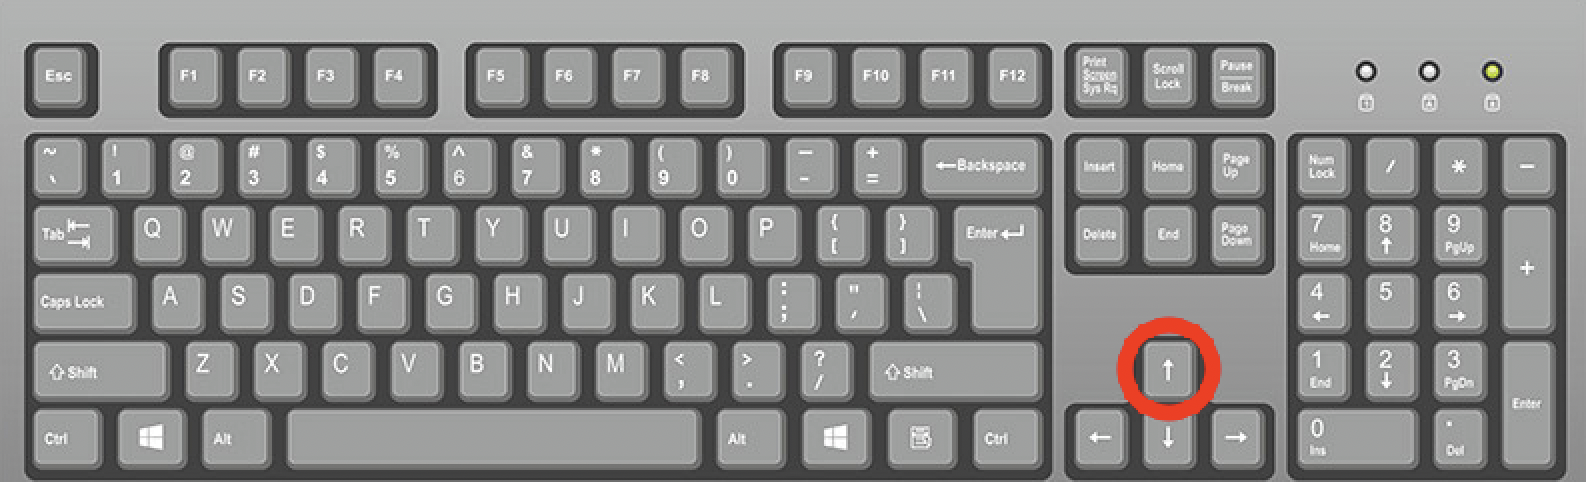 Esc F1 F2 F3 F4 F5 F6 F7 F8 F9 F10 F11 F12
Print
Screen
Sys Rq
Scroll
Lock
Pause
Break
~ ! @ # $ % ^ & * ( ) — +
` 1 2 3 4 5 6 7 8 9 0 - =
←Backspace
Insert Home
Page
Up
Num
Lock
/ * −
Tab Q W E R T Y U I O P { }
[ ]
Enter
Delete End
Page
Down
7 8 9
Home ↑ PgUp
+
Caps Lock A S D F G H J K L : " ¦
; ' \
4 5 6
← →
⇧ Shift Z X C V B N M < > ?
, . /
⇧ Shift
↑
1 2 3
End ↓ PgDn
Enter
Ctrl Alt Alt Ctrl
← ↓ →
0 .
Ins Del